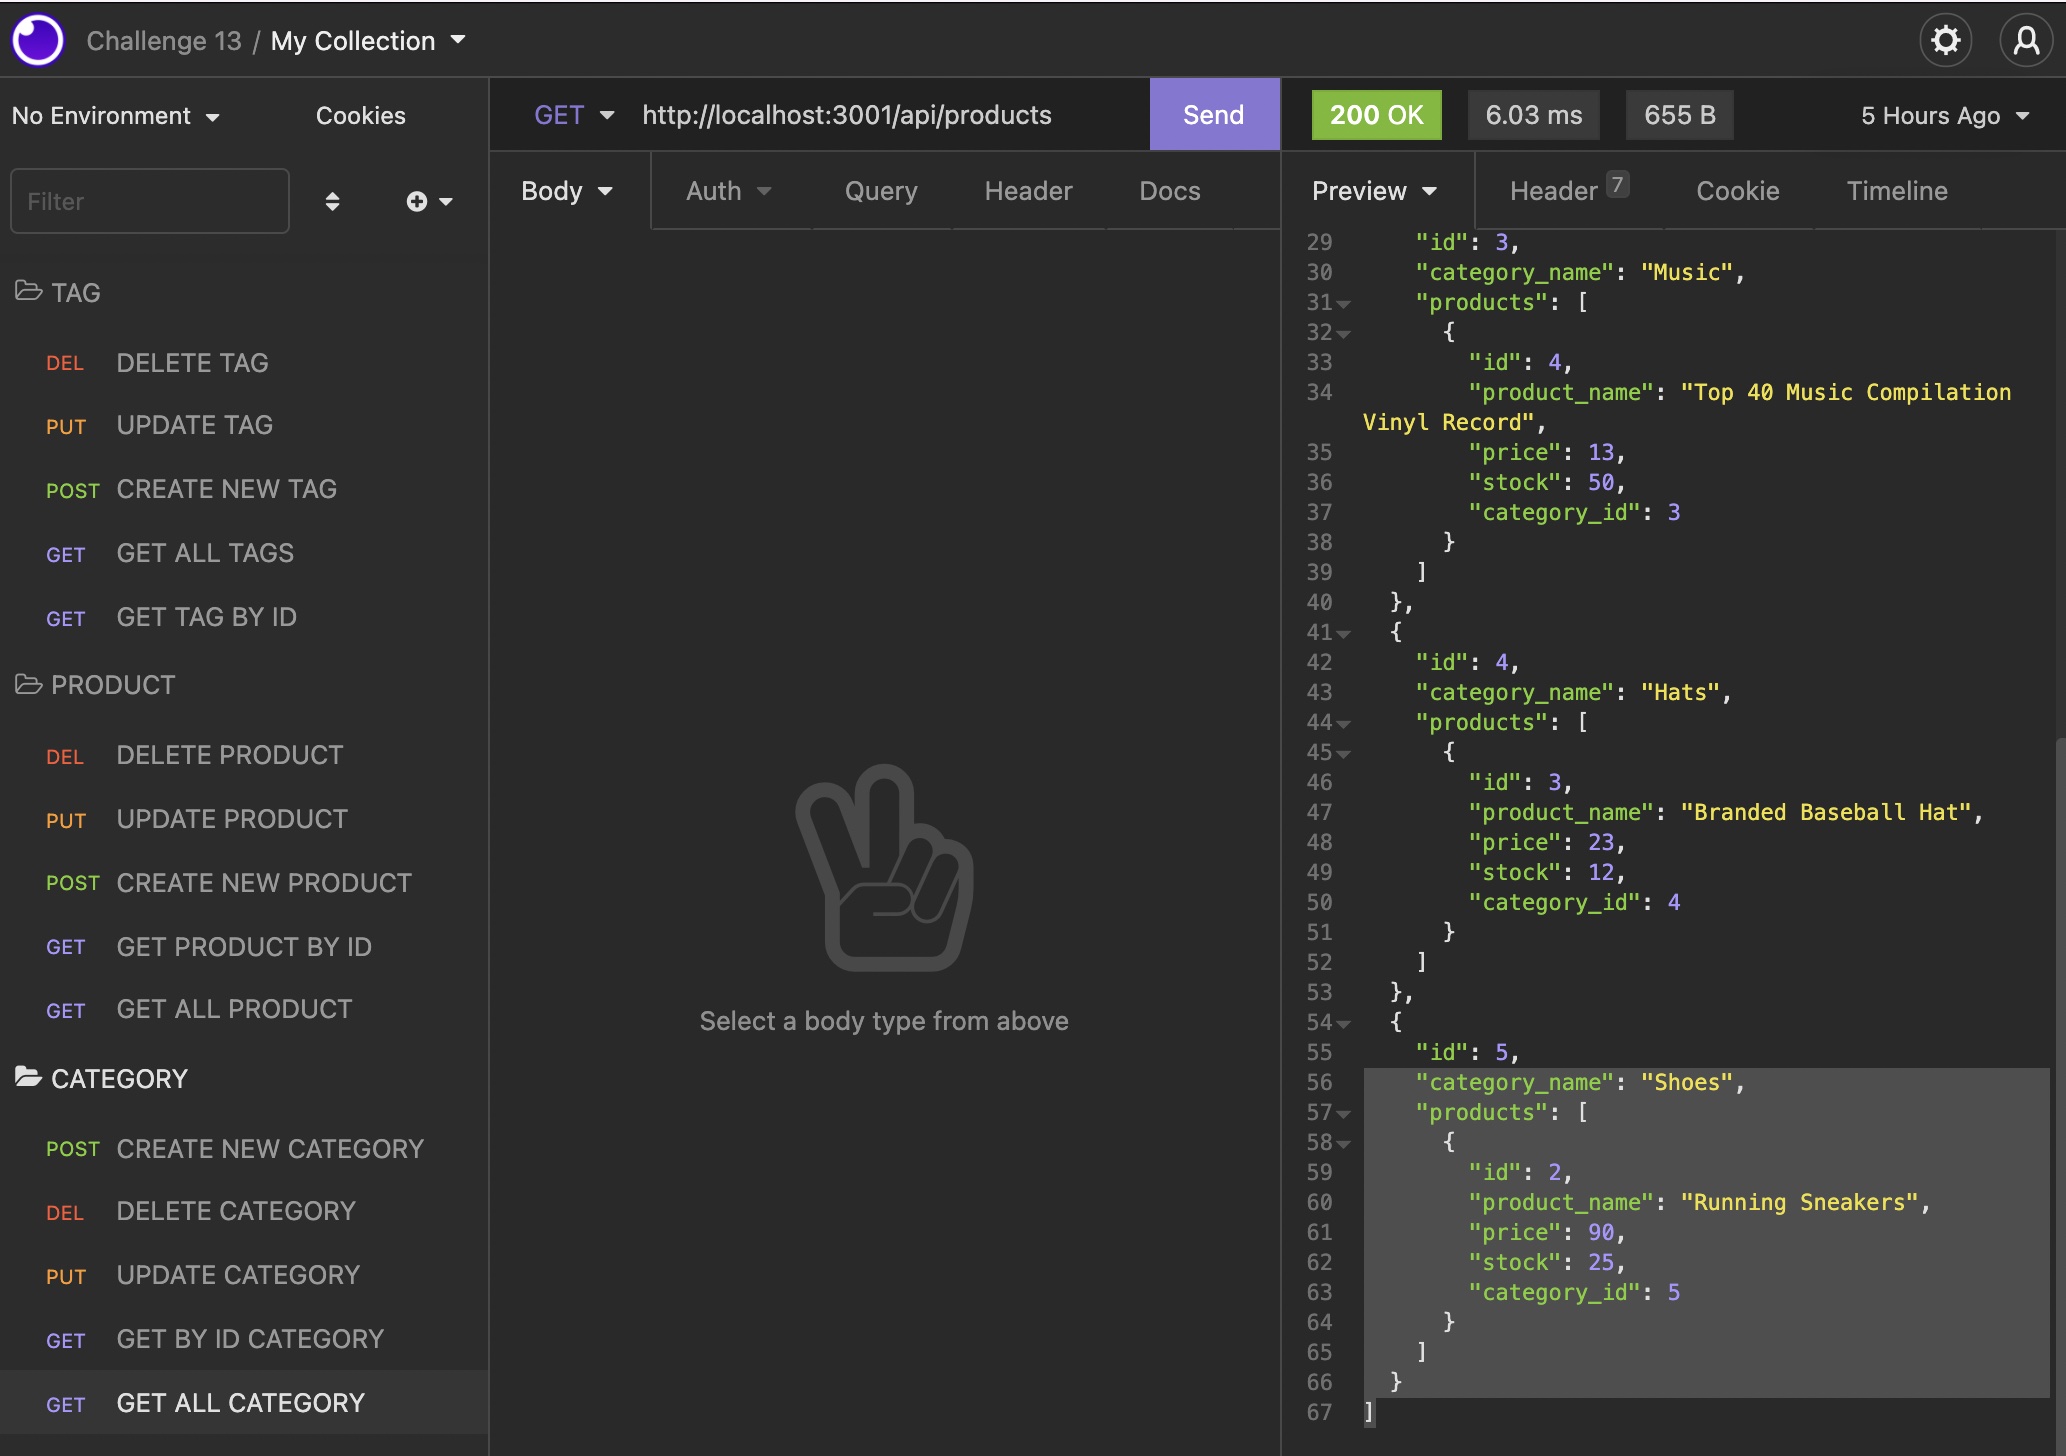 Challenge 13 / My Collection
No Environment
Cookies
Filter
TAG
DEL DELETE TAG
PUT UPDATE TAG
POST CREATE NEW TAG
GET GET ALL TAGS
GET GET TAG BY ID
PRODUCT
DEL DELETE PRODUCT
PUT UPDATE PRODUCT
POST CREATE NEW PRODUCT
GET GET PRODUCT BY ID
GET GET ALL PRODUCT
CATEGORY
POST CREATE NEW CATEGORY
DEL DELETE CATEGORY
PUT UPDATE CATEGORY
GET GET BY ID CATEGORY
GET GET ALL CATEGORY
GET http://localhost:3001/api/products Send
Body Auth Query Header Docs
Select a body type from above
200 OK 6.03 ms 655 B 5 Hours Ago
Preview Header 7 Cookie Timeline
29 "id": 3,
30 "category_name": "Music",
31 "products": [
32 {
33 "id": 4,
34 "product_name": "Top 40 Music Compilation
Vinyl Record",
35 "price": 13,
36 "stock": 50,
37 "category_id": 3
38 }
39 ]
40 },
41 {
42 "id": 4,
43 "category_name": "Hats",
44 "products": [
45 {
46 "id": 3,
47 "product_name": "Branded Baseball Hat",
48 "price": 23,
49 "stock": 12,
50 "category_id": 4
51 }
52 ]
53 },
54 {
55 "id": 5,
56 "category_name": "Shoes",
57 "products": [
58 {
59 "id": 2,
60 "product_name": "Running Sneakers",
61 "price": 90,
62 "stock": 25,
63 "category_id": 5
64 }
65 ]
66 }
67 ]